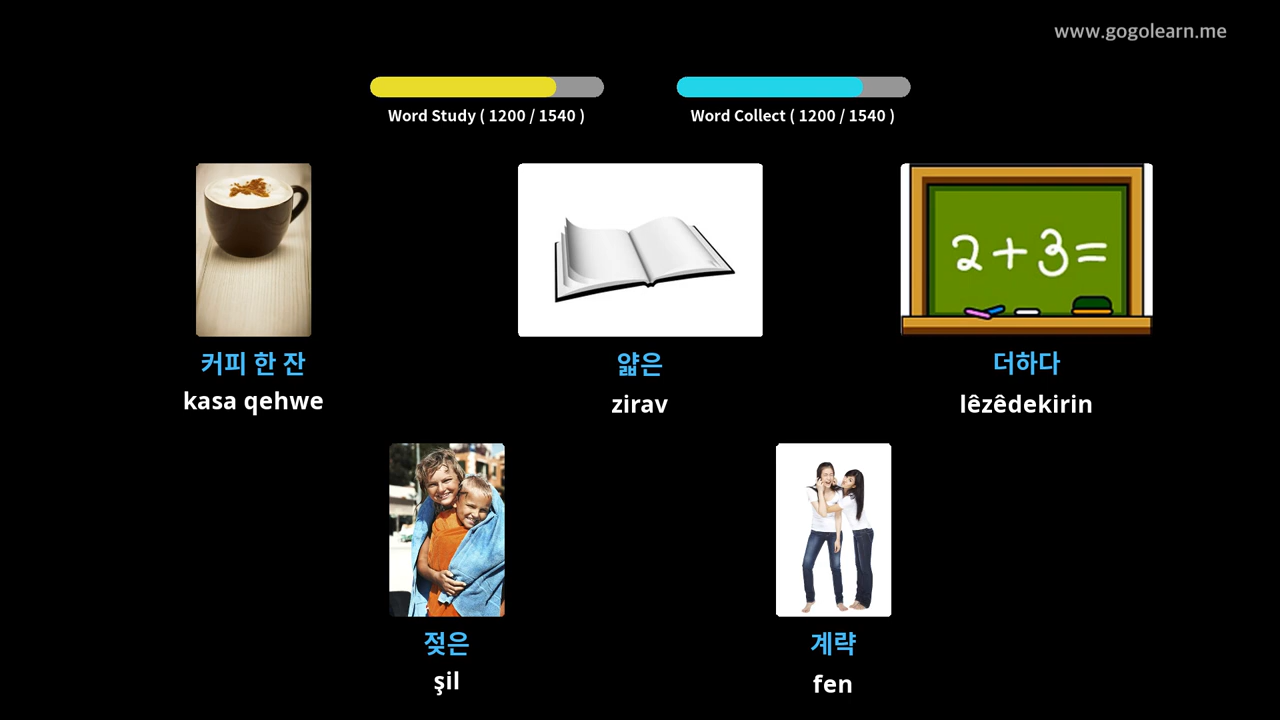 www.gogolearn.me
Word Study ( 1200 / 1540 )
Word Collect ( 1200 / 1540 )
2+3=
커피 한 잔
kasa qehwe
얇은
zirav
더하다
lêzêdekirin
젖은
şil
계략
fen